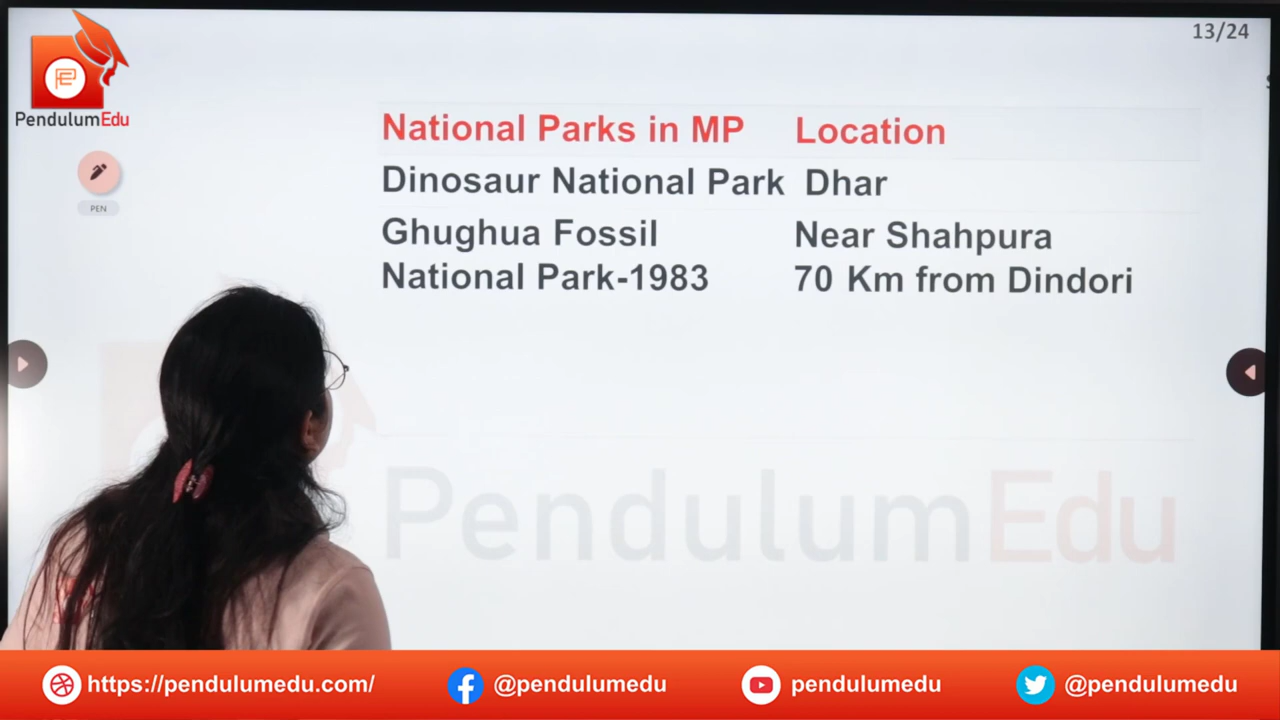 13/24
PendulumEdu
PEN
National Parks in MP Location
Dinosaur National Park Dhar
Ghughua Fossil Near Shahpura
National Park-1983 70 Km from Dindori
PendulumEdu
https://pendulumedu.com/ @pendulumedu pendulumedu @pendulumedu